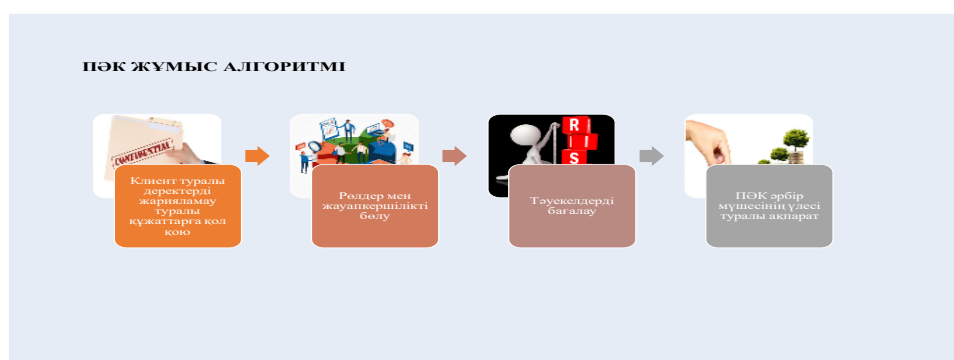 ПӘК ЖҰМЫС АЛГОРИТМІ
CONFIDENTIAL
Клиент туралы
деректерді
жарияламау
туралы
құжаттарға қол
қою
Рөлдер мен
жауапкершілікті
бөлу
R
I
S
Тәуекелдерді
бағалау
ПӘК әрбір
мүшесінің үлесі
туралы ақпарат